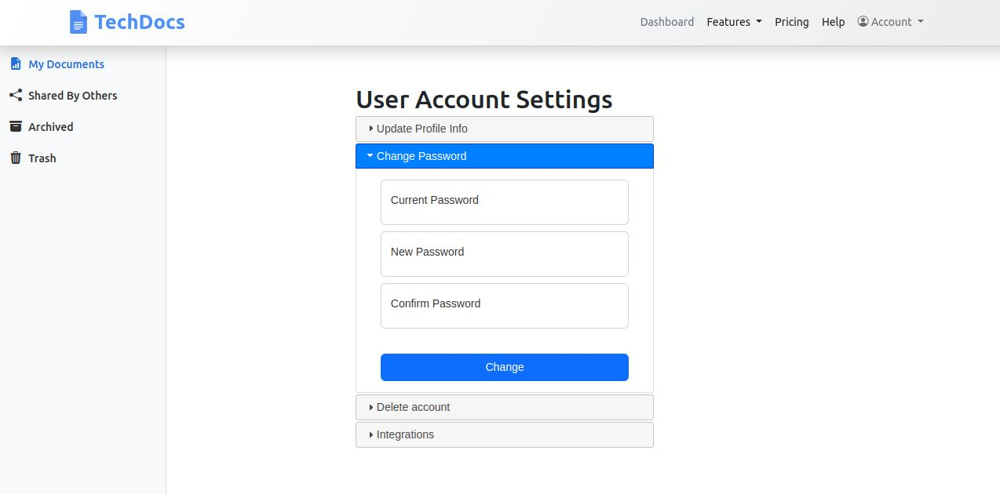 TechDocs
Dashboard Features Pricing Help Account
My Documents
Shared By Others
Archived
Trash
User Account Settings
Update Profile Info
Change Password
Current Password
New Password
Confirm Password
Change
Delete account
Integrations